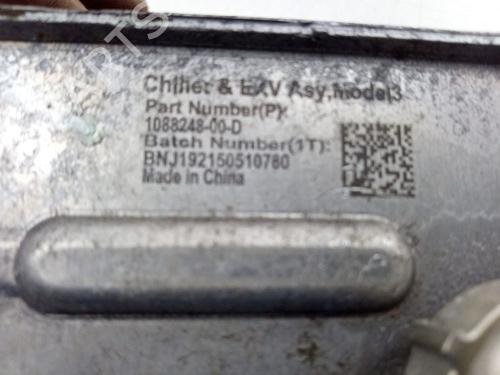 Chiller & EXV Asy,Model3
Part Number(P):
1088248-00-D
Batch Number(1T):
BNJ192150510780
Made in China